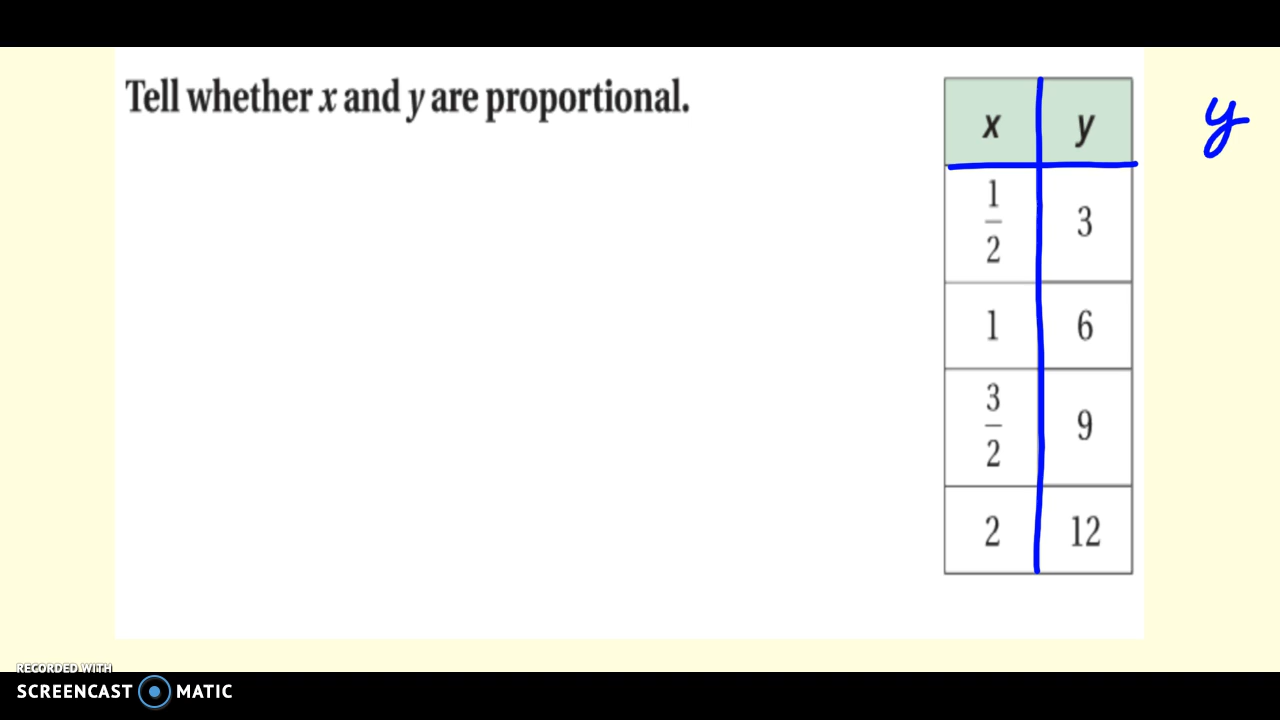 Tell whether x and y are proportional.
x y
y
1/2 3
1 6
3/2 9
2 12
RECORDED WITH
SCREENCAST MATIC